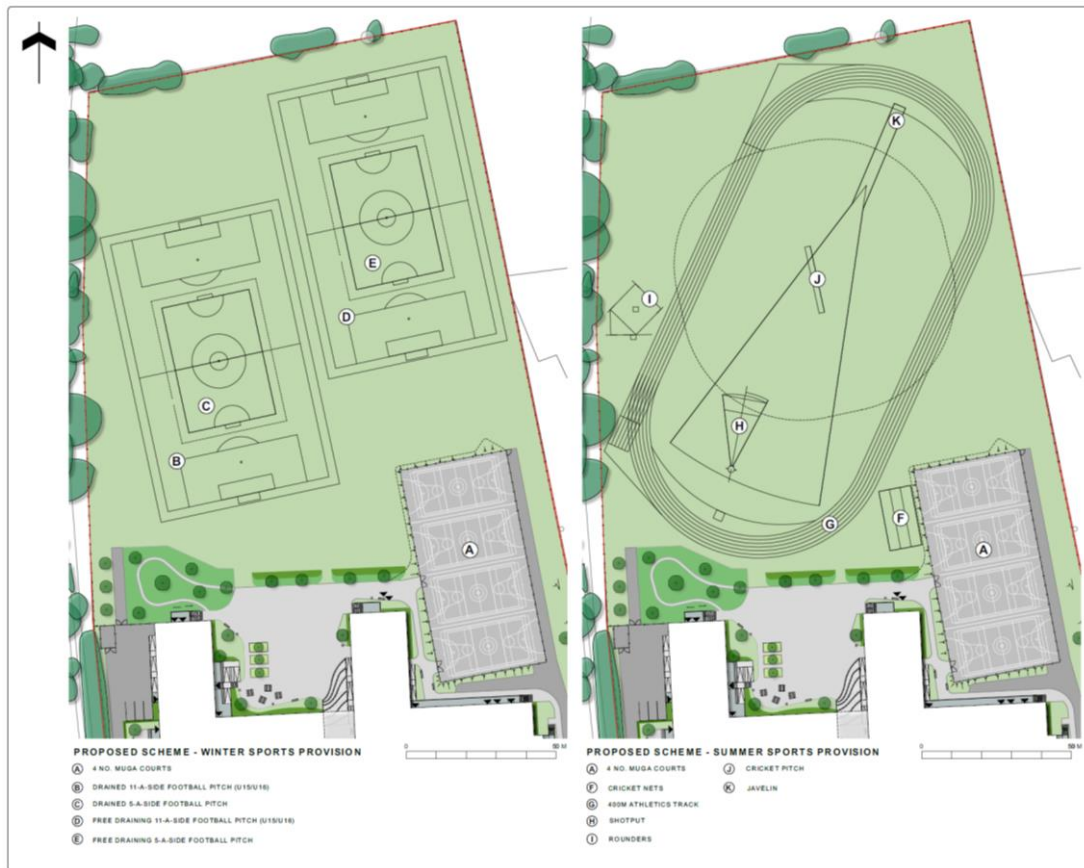 K
E
D
C
B
A
J
I
H
G
F
A
PROPOSED SCHEME - WINTER SPORTS PROVISION
0
50 M
A 4 NO. MUGA COURTS
B DRAINED 11-A-SIDE FOOTBALL PITCH (U15/U16)
C DRAINED 5-A-SIDE FOOTBALL PITCH
D FREE DRAINING 11-A-SIDE FOOTBALL PITCH (U15/U16)
E FREE DRAINING 5-A-SIDE FOOTBALL PITCH
PROPOSED SCHEME - SUMMER SPORTS PROVISION
0
50 M
A 4 NO. MUGA COURTS
F CRICKET NETS
G 400M ATHLETICS TRACK
H SHOTPUT
I ROUNDERS
J CRICKET PITCH
K JAVELIN